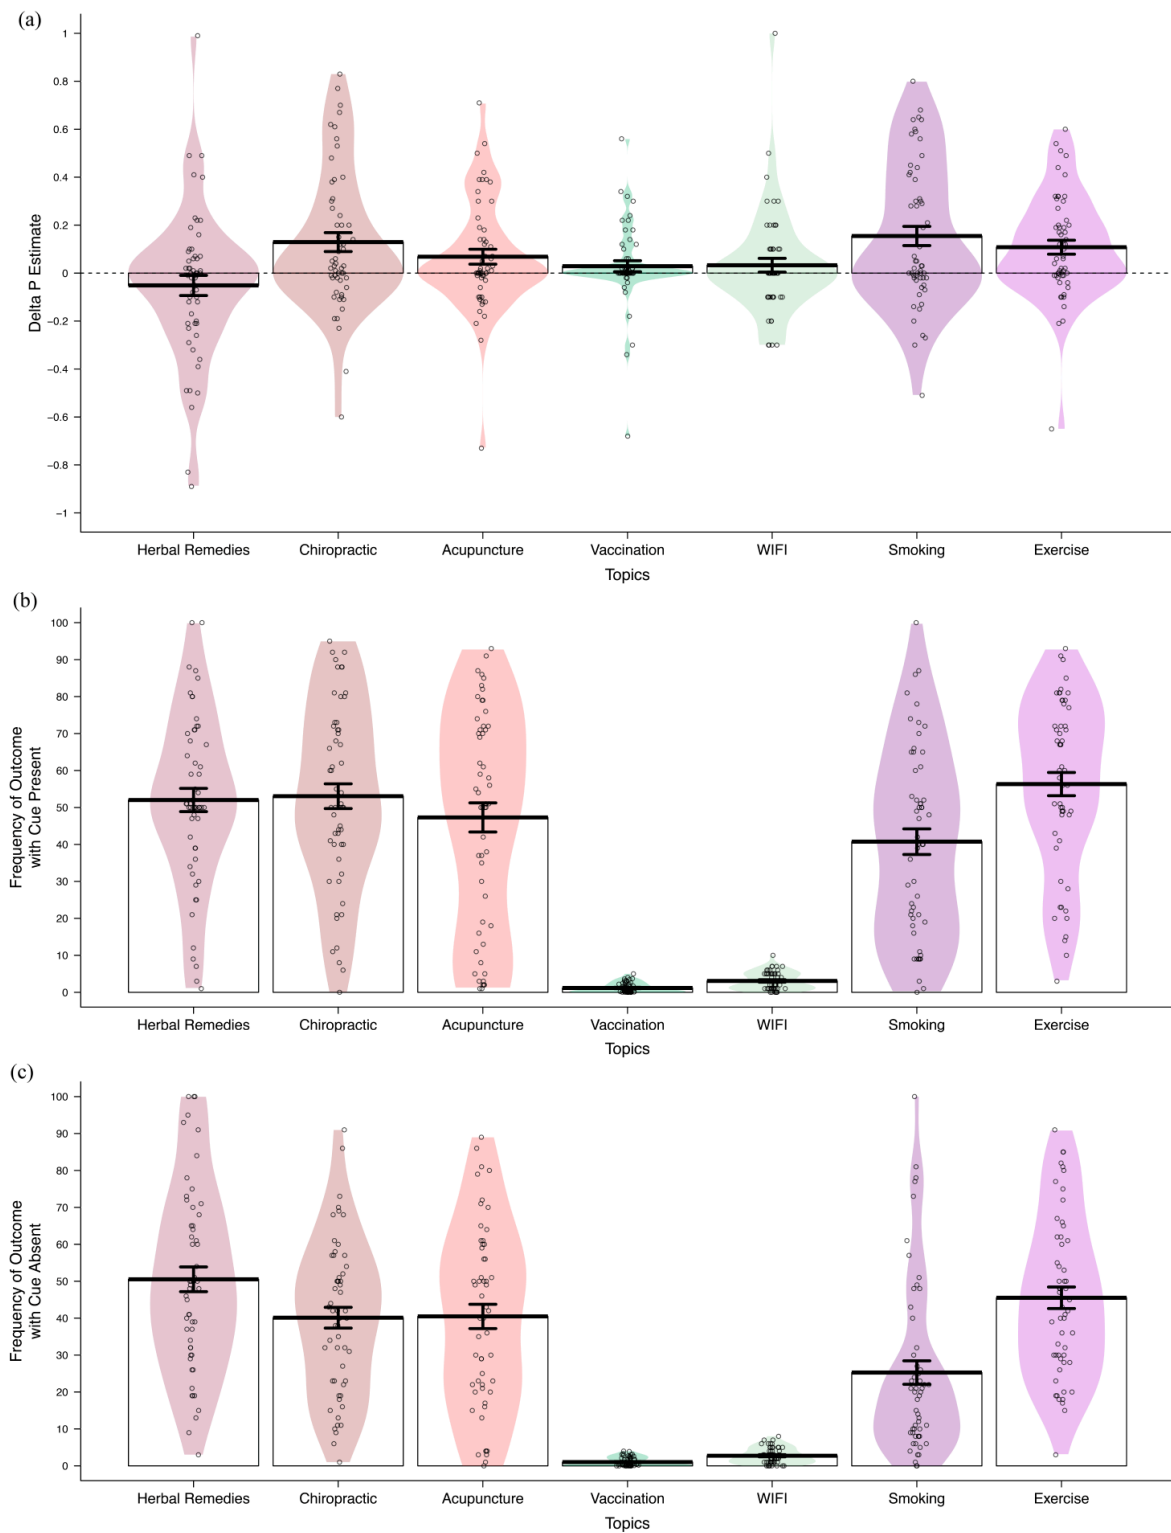 (a)
Delta P Estimate
1
0.8
0.6
0.4
0.2
0
−0.2
−0.4
−0.6
−0.8
−1
Herbal Remedies Chiropractic Acupuncture Vaccination WIFI Smoking Exercise
Topics
(b)
Frequency of Outcome
with Cue Present
100
90
80
70
60
50
40
30
20
10
0
Herbal Remedies Chiropractic Acupuncture Vaccination WIFI Smoking Exercise
Topics
(c)
Frequency of Outcome
with Cue Absent
100
90
80
70
60
50
40
30
20
10
0
Herbal Remedies Chiropractic Acupuncture Vaccination WIFI Smoking Exercise
Topics